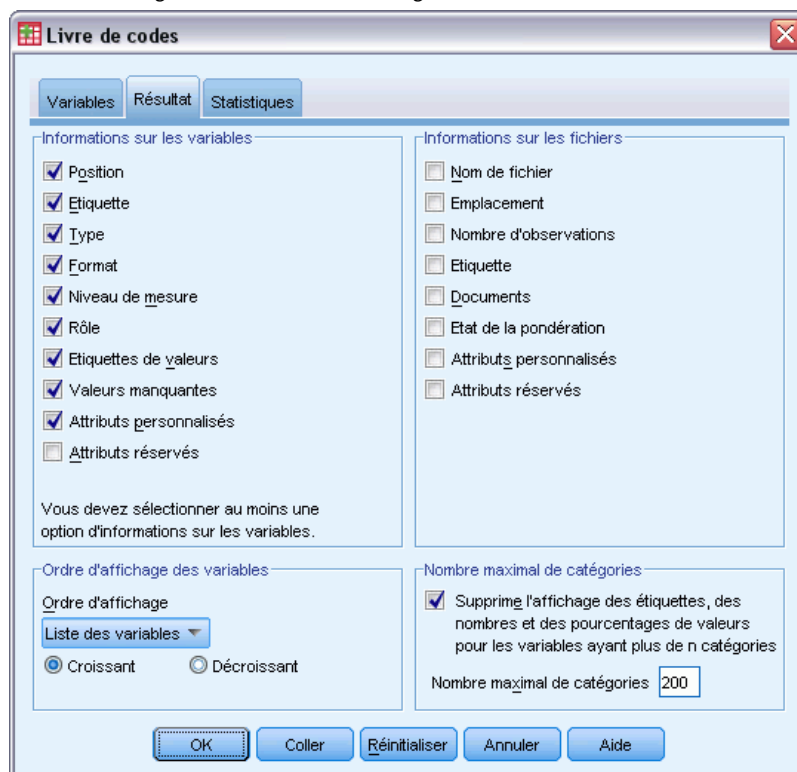 Livre de codes
Variables
Résultat
Statistiques
Informations sur les variables
Position
Etiquette
Type
Format
Niveau de mesure
Rôle
Etiquettes de valeurs
Valeurs manquantes
Attributs personnalisés
Attributs réservés
Vous devez sélectionner au moins une
option d'informations sur les variables.
Informations sur les fichiers
Nom de fichier
Emplacement
Nombre d'observations
Etiquette
Documents
Etat de la pondération
Attributs personnalisés
Attributs réservés
Ordre d'affichage des variables
Ordre d'affichage
Liste des variables
Croissant
Décroissant
Nombre maximal de catégories
Supprime l'affichage des étiquettes, des
nombres et des pourcentages de valeurs
pour les variables ayant plus de n catégories
Nombre maximal de catégories 200
OK
Coller
Réinitialiser
Annuler
Aide